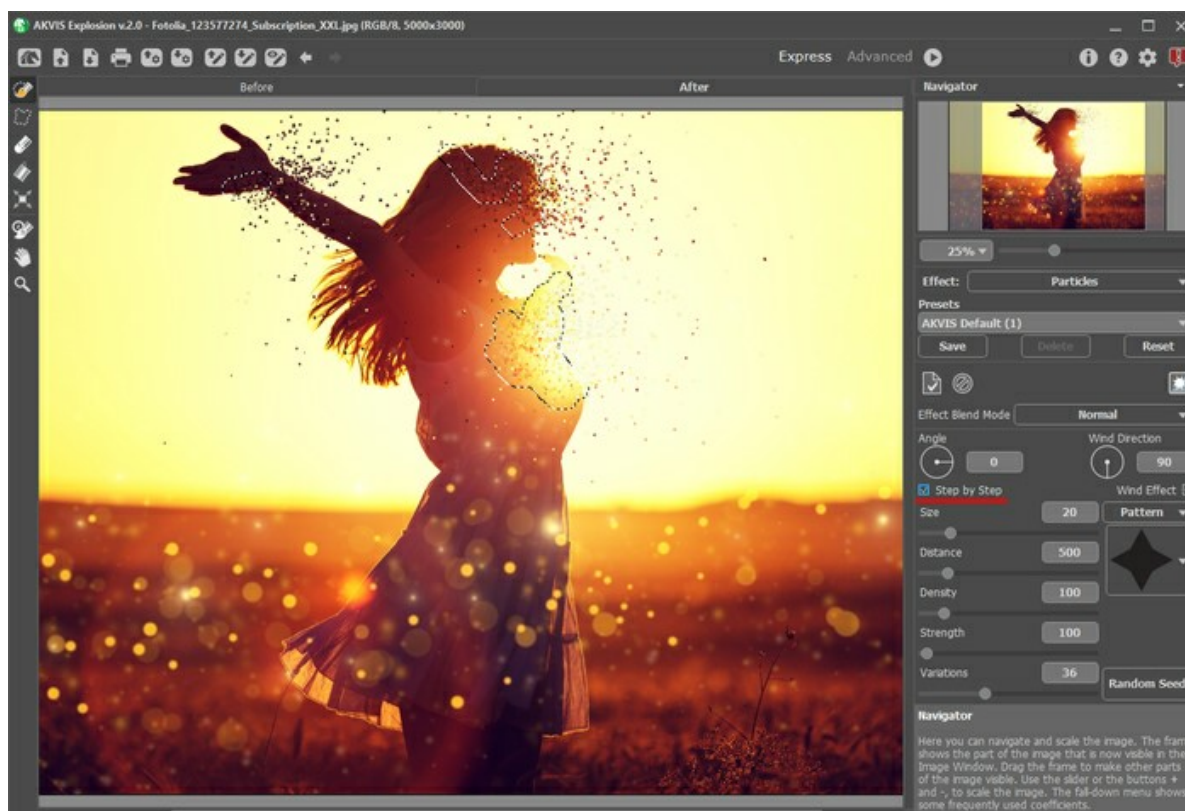 AKVIS Explosion v.2.0 - Fotolia_123577274_Subscription_XXL.jpg (RGB/8, 5000x3000)
Express Advanced
Before After
Navigator
25%
Effect: Particles
Presets
AKVIS Default (1)
Save Delete Reset
Effect Blend Mode Normal
Angle Wind Direction
0 90
Step by Step Wind Effect
Size 20 Pattern
Distance 500
Density 100
Strength 100
Variations 36 Random Seed
Navigator
Here you can navigate and scale the image. The fram
shows the part of the image that is now visible in the
Image Window. Drag the frame to make other parts
of the image visible. Use the slider or the buttons +
and -, to scale the image. The fall-down menu shows
some frequently used coefficients.